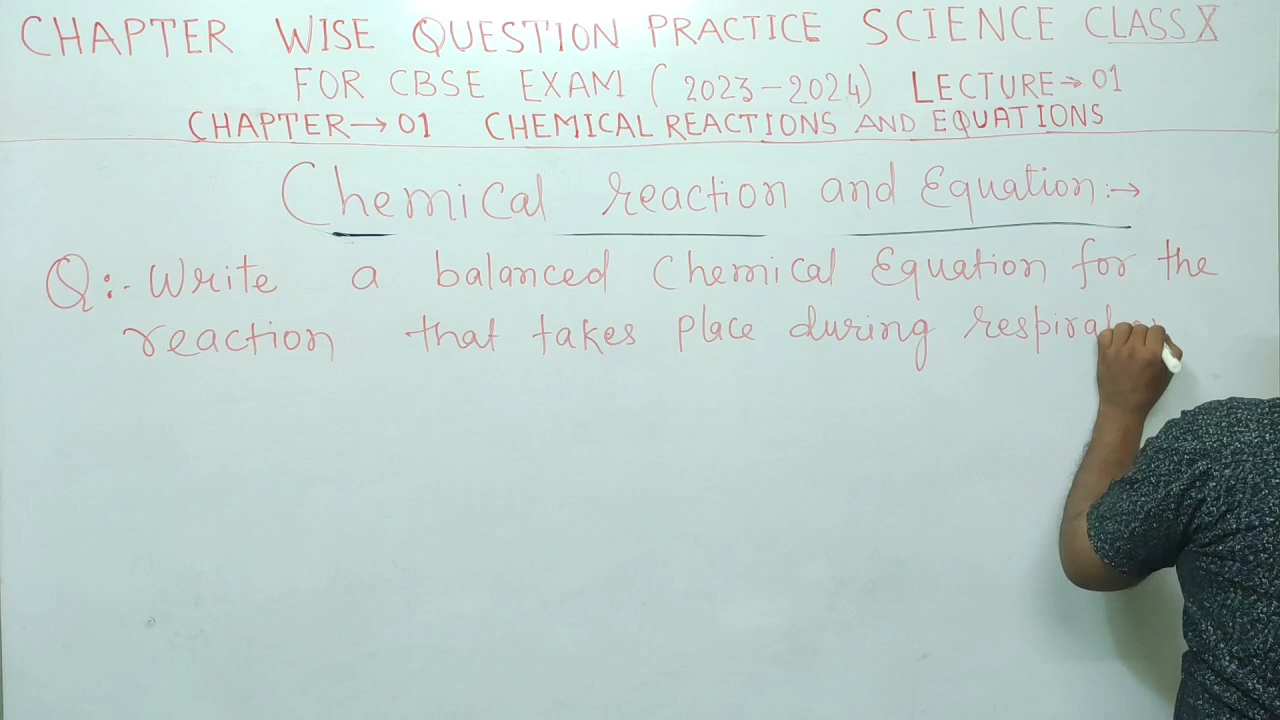 CHAPTER WISE QUESTION PRACTICE SCIENCE CLASS X
FOR CBSE EXAM (2023-2024) LECTURE→01
CHAPTER→01 CHEMICAL REACTIONS AND EQUATIONS
Chemical reaction and Equation:→
Q:- Write a balanced Chemical Equation for the
reaction that takes place during